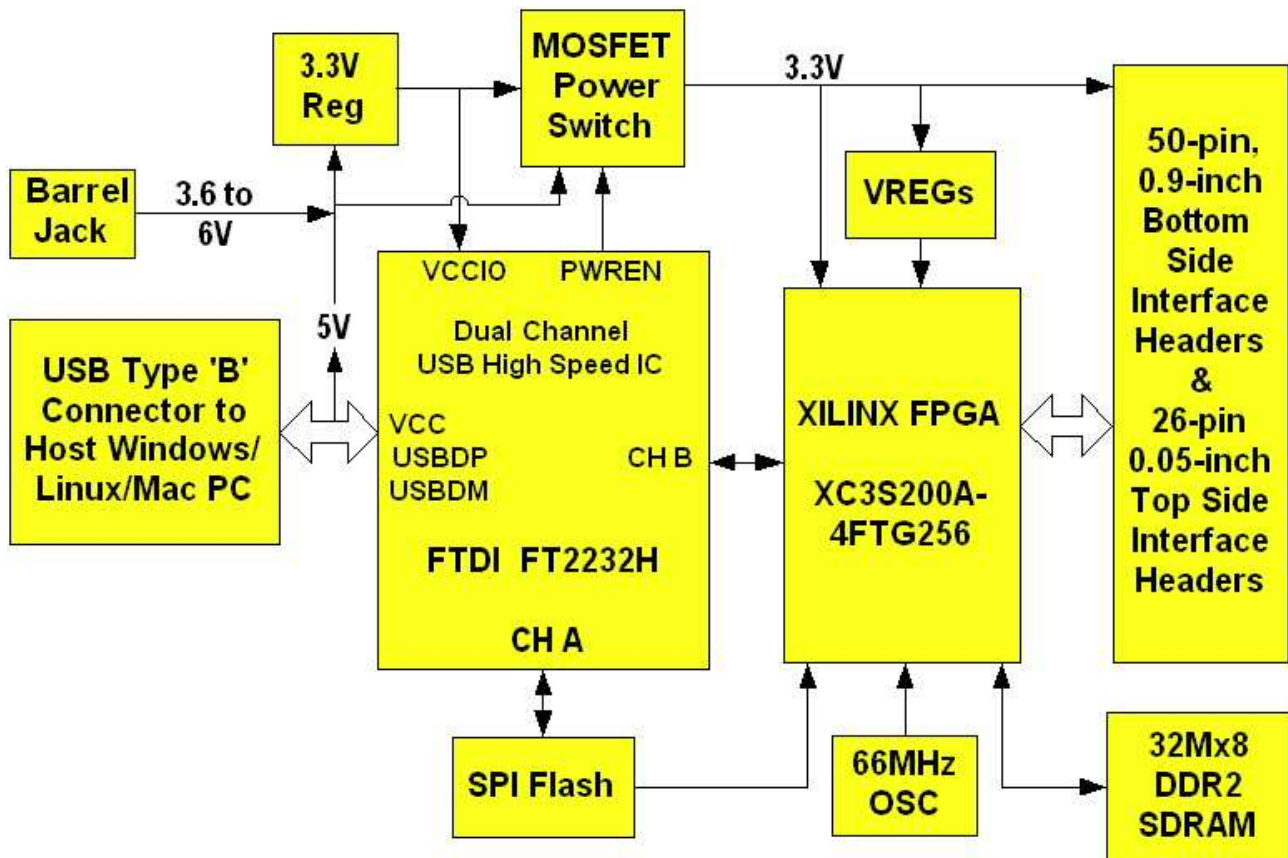 3.3V
Reg
MOSFET
Power
Switch
3.3V
50-pin,
0.9-inch
Bottom
Side
Interface
Headers
&
26-pin
0.05-inch
Top Side
Interface
Headers
Barrel
Jack
3.6 to
6V
VREGs
5V
USB Type 'B'
Connector to
Host Windows/
Linux/Mac PC
VCCIO
PWREN
Dual Channel
USB High Speed IC
VCC
USBDP
USBDM
CH B
FTDI FT2232H
CH A
XILINX FPGA
XC3S200A-
4FTG256
SPI Flash
66MHz
OSC
32Mx8
DDR2
SDRAM